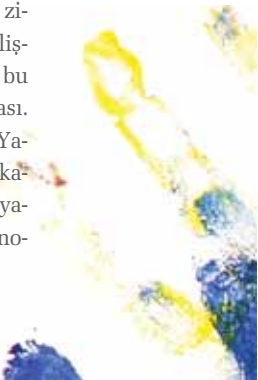 zi-
liş-
bu
ası.
Ya-
ka-
ya-
no-